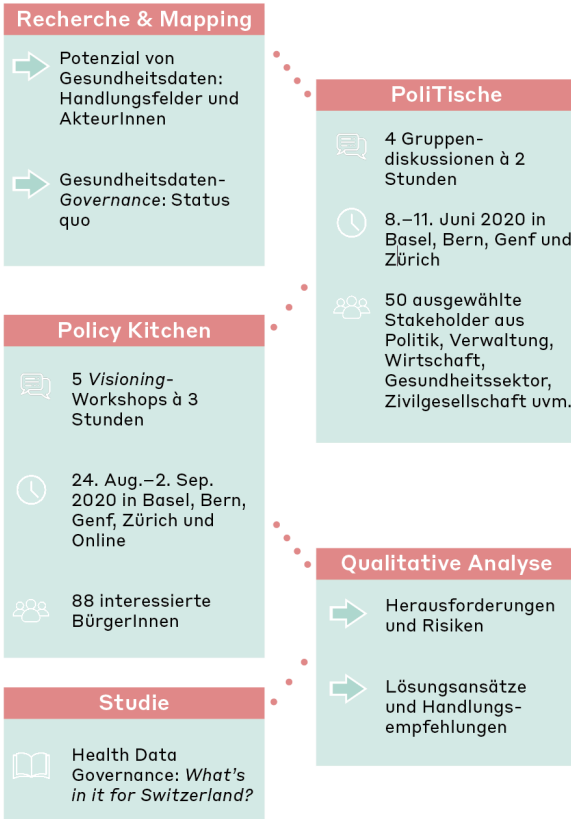 Recherche & Mapping
Potenzial von
Gesundheitsdaten:
Handlungsfelder und
AkteurInnen
Gesundheitsdaten-
Governance: Status
quo
PoliTische
4 Gruppen-
diskussionen à 2
Stunden
8.–11. Juni 2020 in
Basel, Bern, Genf und
Zürich
50 ausgewählte
Stakeholder aus
Politik, Verwaltung,
Wirtschaft,
Gesundheitssektor,
Zivilgesellschaft uvm.
Policy Kitchen
5 Visioning-
Workshops à 3
Stunden
24. Aug.–2. Sep.
2020 in Basel, Bern,
Genf, Zürich und
Online
88 interessierte
BürgerInnen
Qualitative Analyse
Herausforderungen
und Risiken
Lösungsansätze
und Handlungs-
empfehlungen
Studie
Health Data
Governance: What's
in it for Switzerland?